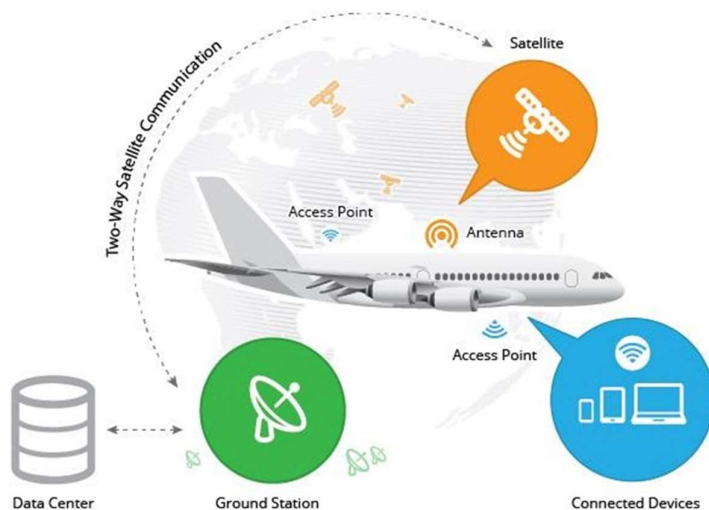 Satellite
Two-Way Satellite Communication
Access Point
Antenna
Access Point
Data Center
Ground Station
Connected Devices